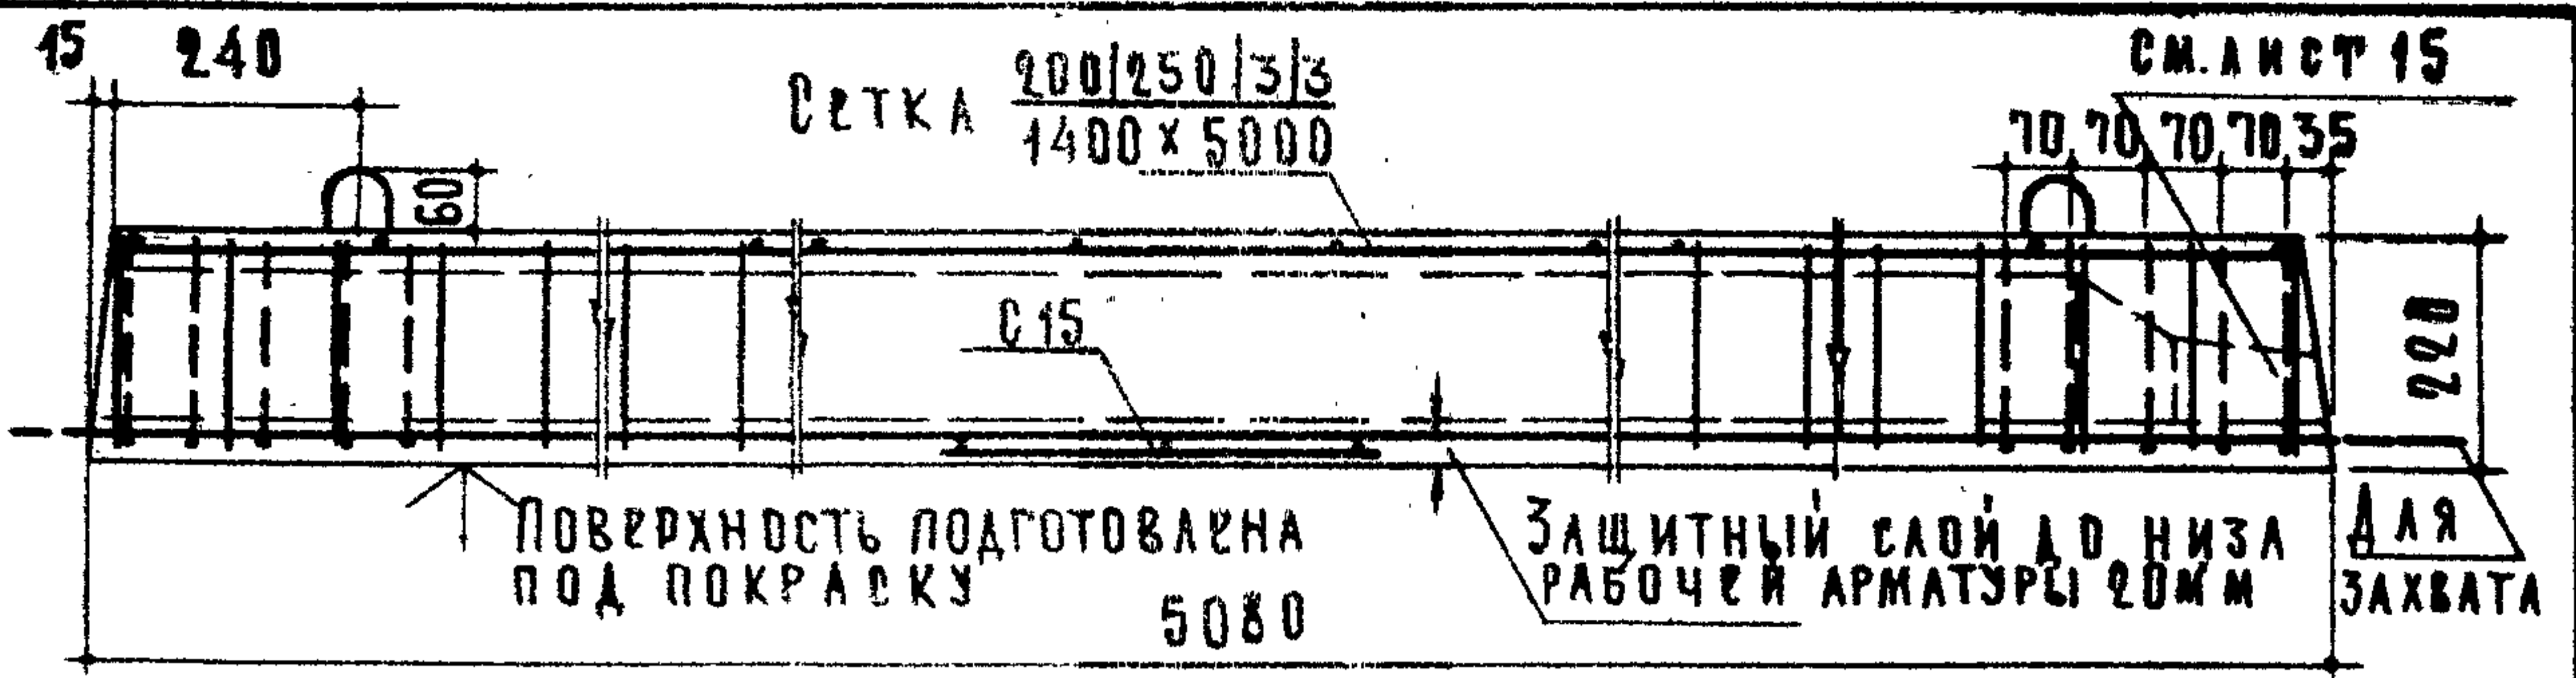 15 240
СЕТКА 200/250/3/3
1400 × 5000
СМ. ЛИСТ 15
70 70 70 70 35
60
С 15
220
ПОВЕРХНОСТЬ ПОДГОТОВЛЕНА
ПОД ПОКРАСКУ
ЗАЩИТНЫЙ СЛОЙ ДО НИЗА
РАБОЧЕЙ АРМАТУРЫ 20ММ
ДЛЯ
ЗАХВАТА
5080